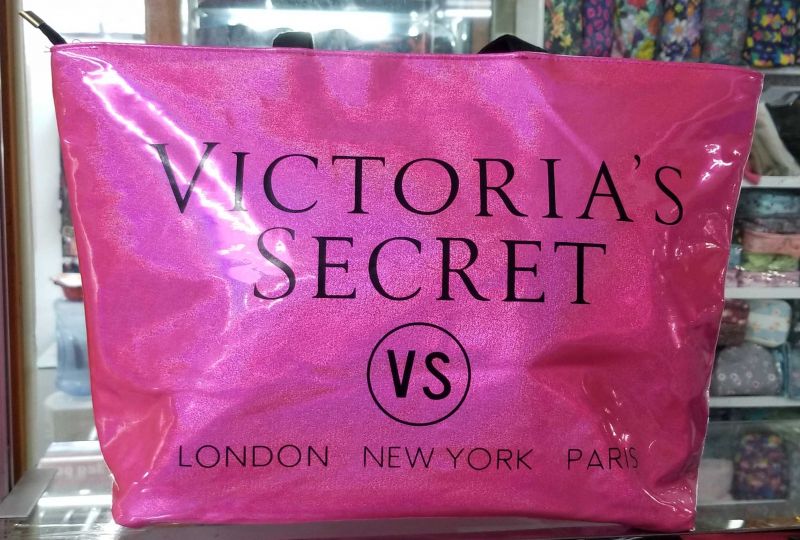 VICTORIA'S
SECRET
VS
LONDON NEW YORK PARIS